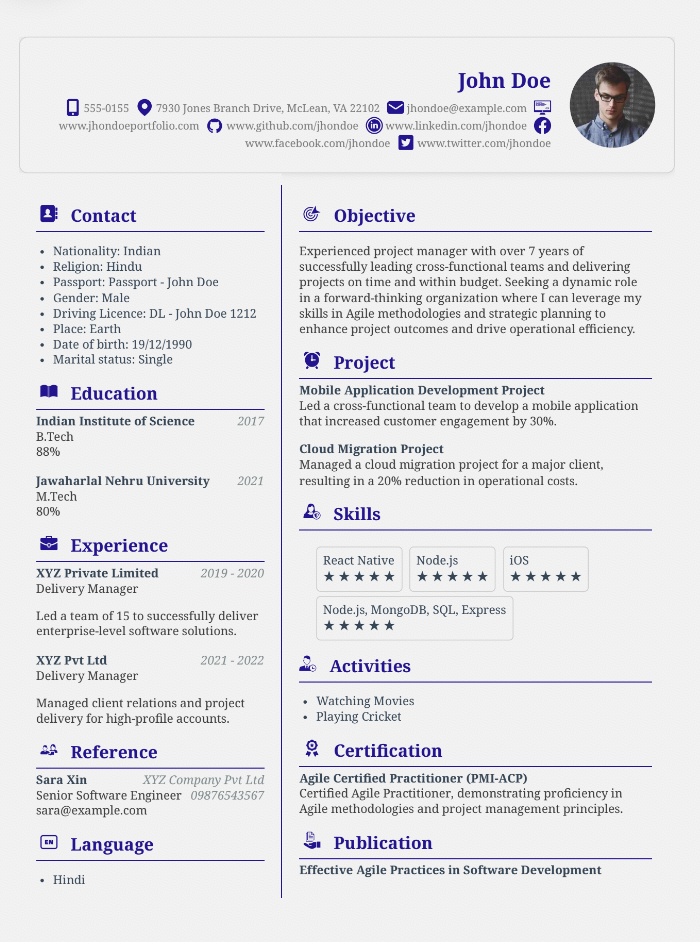 John Doe
555-0155 7930 Jones Branch Drive, McLean, VA 22102 jhondoe@example.com
www.jhondoeportfolio.com www.github.com/jhondoe in www.linkedin.com/jhondoe
www.facebook.com/jhondoe www.twitter.com/jhondoe
Contact
• Nationality: Indian
• Religion: Hindu
• Passport: Passport - John Doe
• Gender: Male
• Driving Licence: DL - John Doe 1212
• Place: Earth
• Date of birth: 19/12/1990
• Marital status: Single
Education
Indian Institute of Science 2017
B.Tech
88%
Jawaharlal Nehru University 2021
M.Tech
80%
Experience
XYZ Private Limited 2019 - 2020
Delivery Manager
Led a team of 15 to successfully deliver
enterprise-level software solutions.
XYZ Pvt Ltd 2021 - 2022
Delivery Manager
Managed client relations and project
delivery for high-profile accounts.
Reference
Sara Xin XYZ Company Pvt Ltd
Senior Software Engineer 09876543567
sara@example.com
EN Language
• Hindi
Objective
Experienced project manager with over 7 years of
successfully leading cross-functional teams and delivering
projects on time and within budget. Seeking a dynamic role
in a forward-thinking organization where I can leverage my
skills in Agile methodologies and strategic planning to
enhance project outcomes and drive operational efficiency.
Project
Mobile Application Development Project
Led a cross-functional team to develop a mobile application
that increased customer engagement by 30%.
Cloud Migration Project
Managed a cloud migration project for a major client,
resulting in a 20% reduction in operational costs.
Skills
React Native Node.js iOS
★★★★★ ★★★★★ ★★★★★
Node.js, MongoDB, SQL, Express
★★★★★
Activities
• Watching Movies
• Playing Cricket
Certification
Agile Certified Practitioner (PMI-ACP)
Certified Agile Practitioner, demonstrating proficiency in
Agile methodologies and project management principles.
Publication
Effective Agile Practices in Software Development